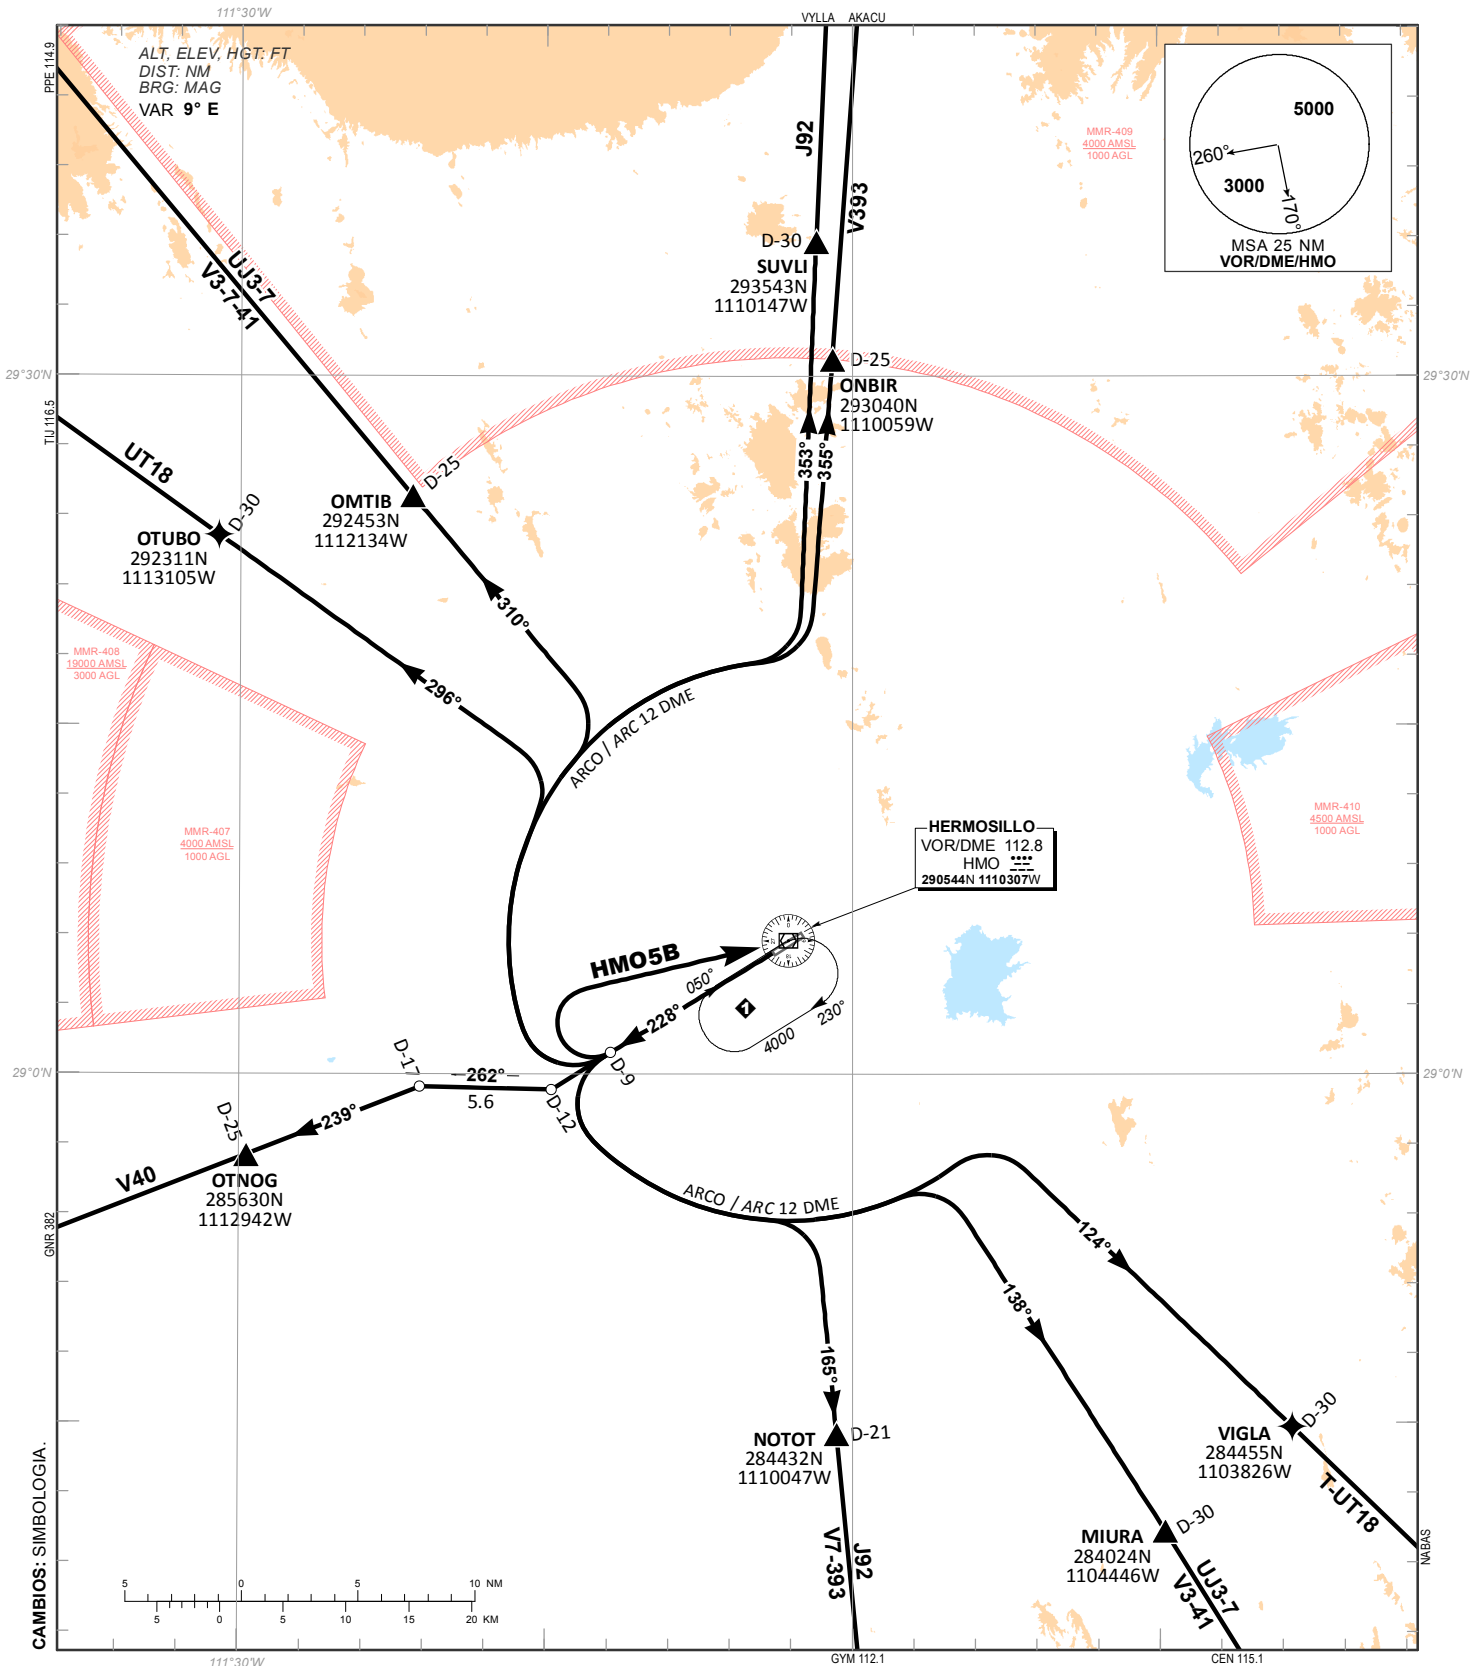 111°30'W
VYLLA AKACU
PPE 114.9
ALT, ELEV, HGT: FT
DIST: NM
BRG: MAG
VAR 9° E
J92
V393
MMR-409
4000 AMSL
1000 AGL
5000
260°
3000
170°
MSA 25 NM
VOR/DME/HMO
UJ3-7
V3-7-41
D-30
SUVLI
293543N
1110147W
29°30'N
29°30'N
D-25
ONBIR
293040N
1110059W
TIJ 116.5
UT18
D-30
OTUBO
292311N
1113105W
D-25
OMTIB
292453N
1112134W
353°
355°
310°
296°
MMR-408
19000 AMSL
3000 AGL
MMR-407
4000 AMSL
1000 AGL
ARCO / ARC 12 DME
MMR-410
4500 AMSL
1000 AGL
HERMOSILLO
VOR/DME 112.8
HMO
290544N 1110307W
HMO5B
050°
228°
230°
4000
7
D-9
29°0'N
29°0'N
D-17
262°
5.6
D-12
239°
D-25
OTNOG
285630N
1112942W
V40
GNR 382
ARCO / ARC 12 DME
124°
138°
165°
D-21
NOTOT
284432N
1110047W
V7-393
J92
D-30
VIGLA
284455N
1103826W
T-UT18
NABAS
D-30
MIURA
284024N
1104446W
UJ3-7
V3-41
CAMBIOS: SIMBOLOGIA.
5 0 5 10 NM
5 0 5 10 15 20 KM
111°30'W
GYM 112.1
CEN 115.1